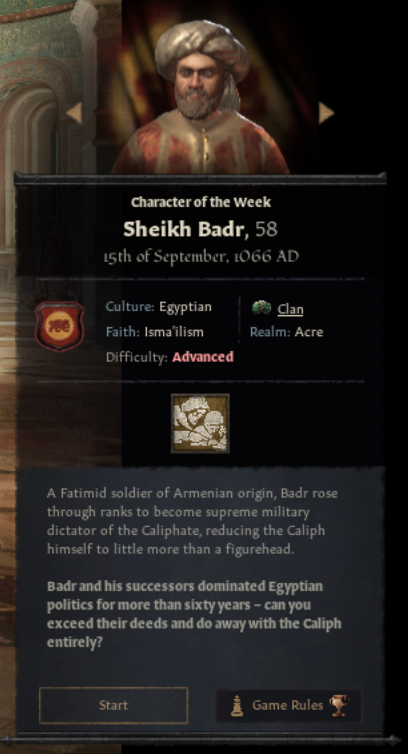 Character of the Week
Sheikh Badr, 58
15th of September, 1066 AD
Culture: Egyptian
Clan
Faith: Isma'ilism
Realm: Acre
Difficulty: Advanced
A Fatimid soldier of Armenian origin, Badr rose
through ranks to become supreme military
dictator of the Caliphate, reducing the Caliph
himself to little more than a figurehead.
Badr and his successors dominated Egyptian
politics for more than sixty years – can you
exceed their deeds and do away with the Caliph
entirely?
Start
Game Rules